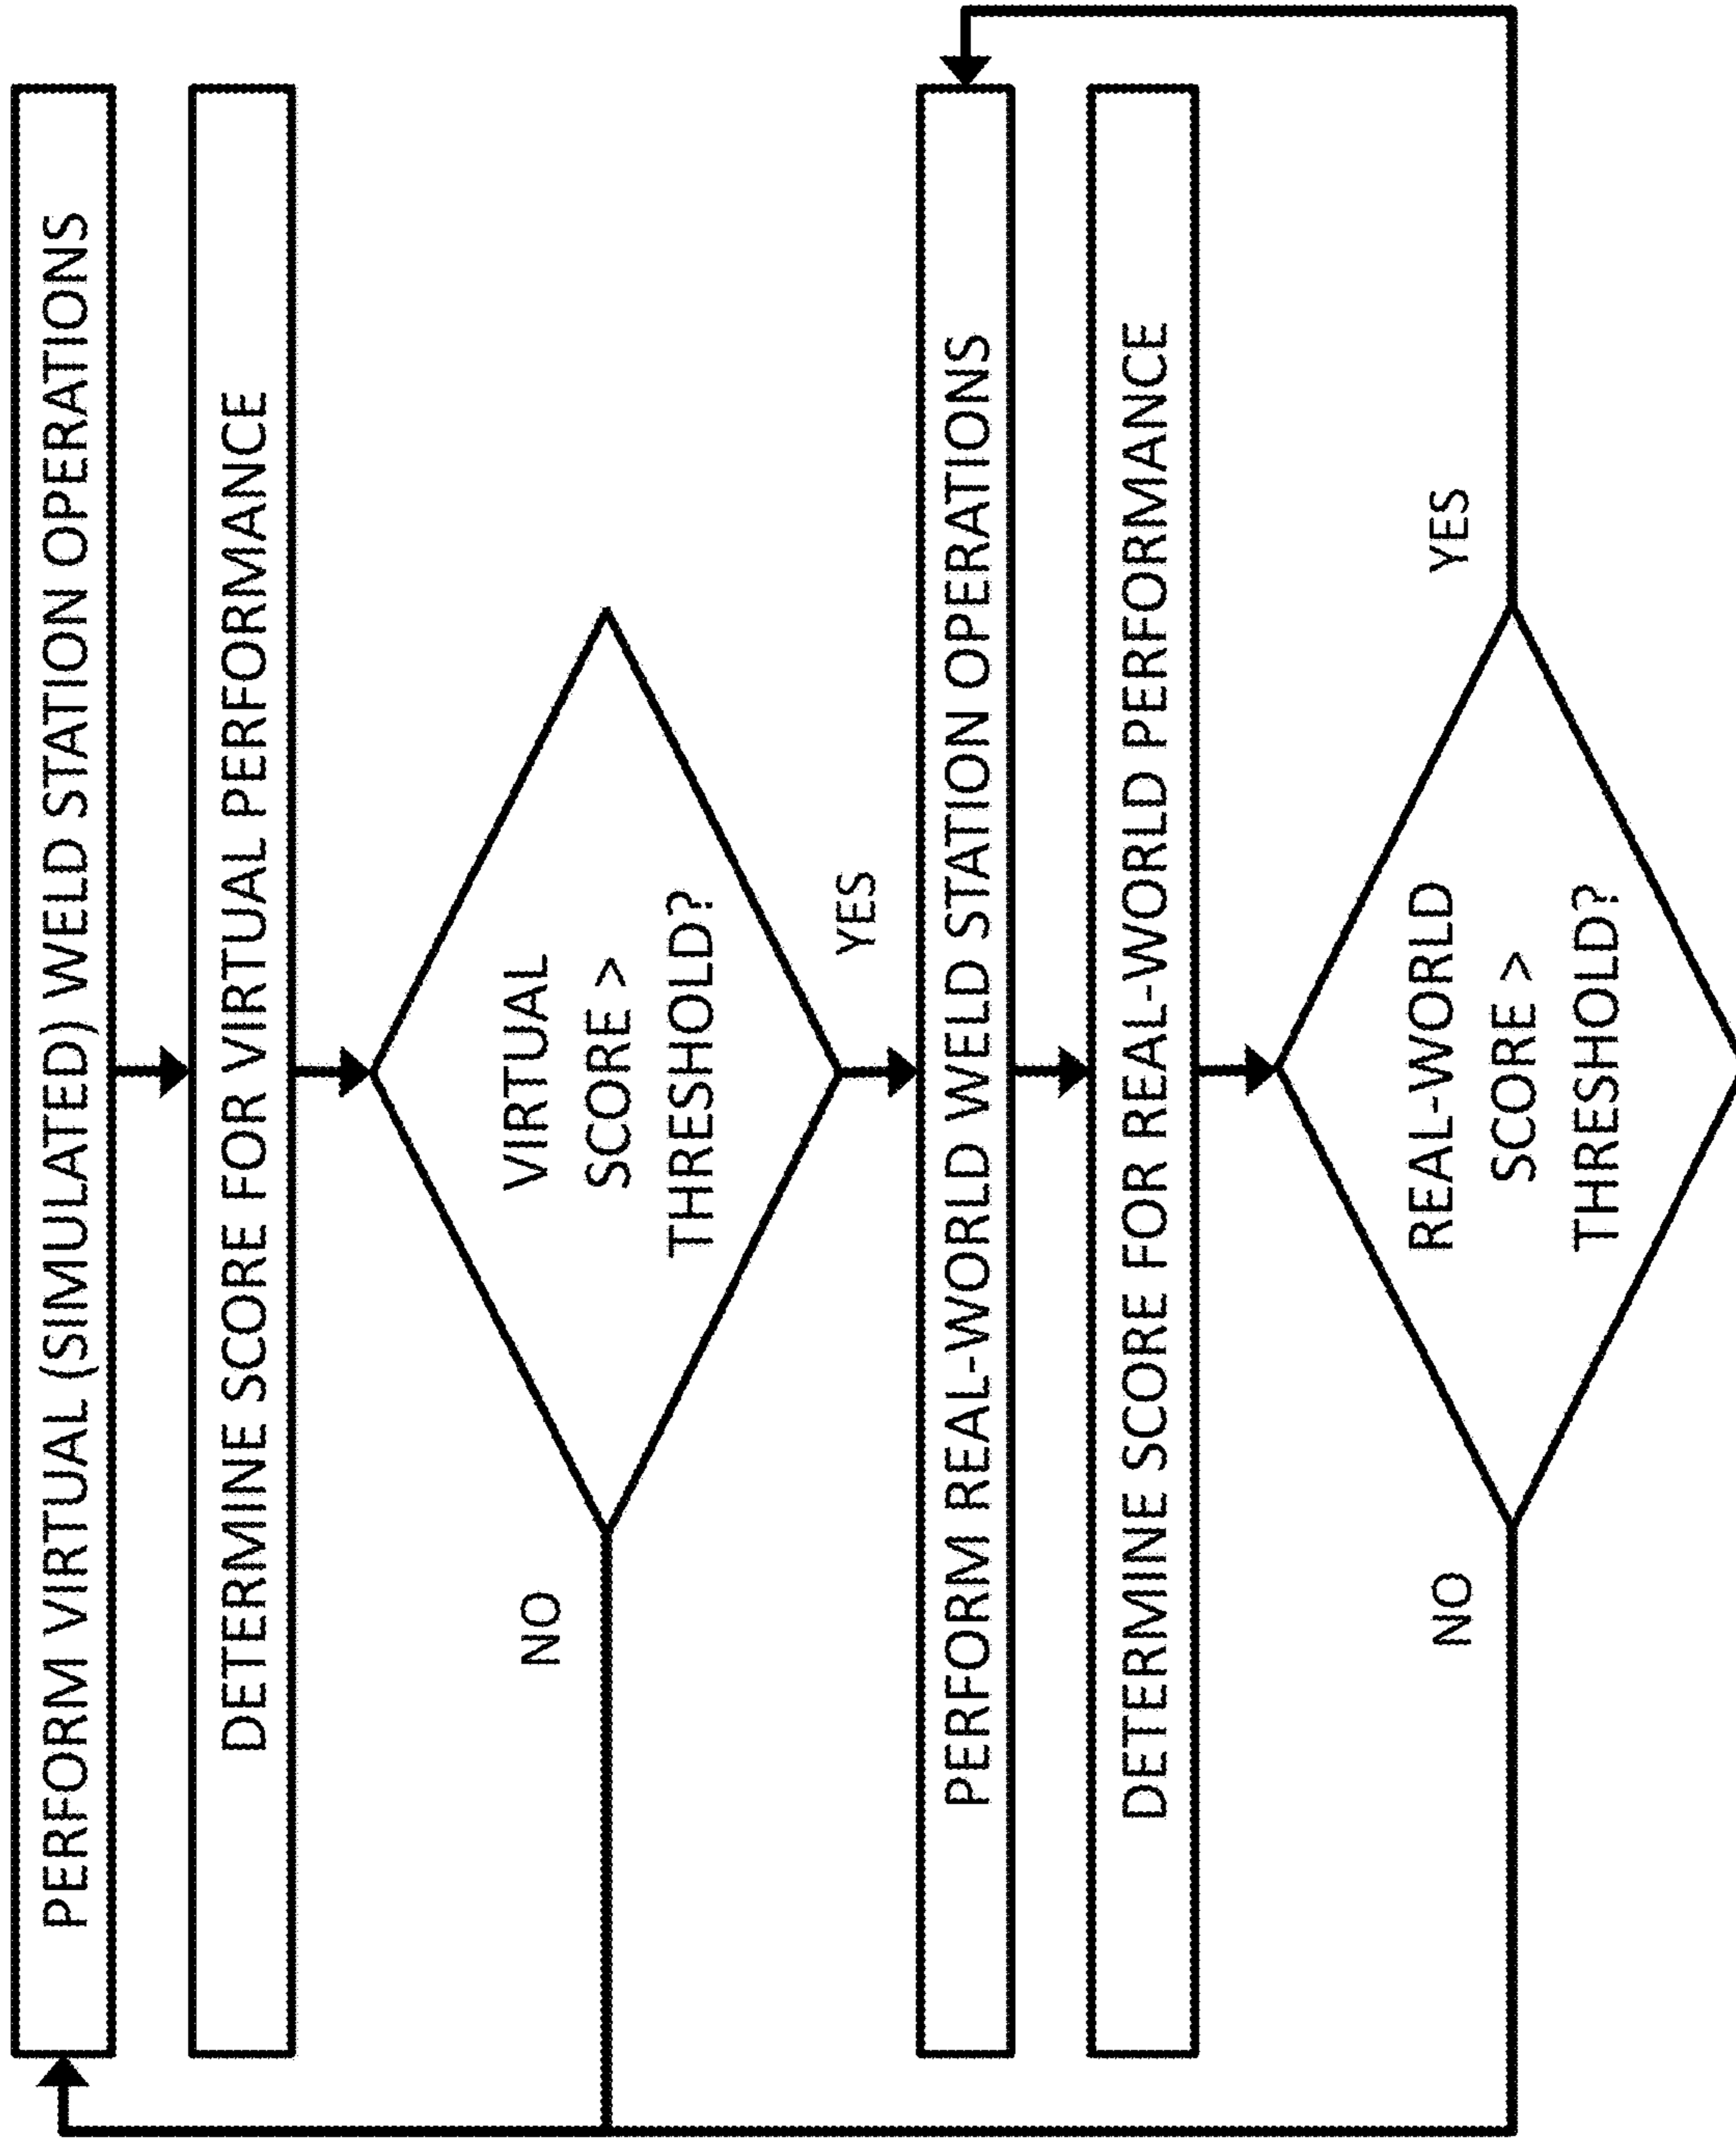 PERFORM VIRTUAL (SIMULATED) WELD STATION OPERATIONS
DETERMINE SCORE FOR VIRTUAL PERFORMANCE
VIRTUAL
SCORE >
THRESHOLD?
NO
YES
PERFORM REAL-WORLD WELD STATION OPERATIONS
DETERMINE SCORE FOR REAL-WORLD PERFORMANCE
REAL-WORLD
SCORE >
THRESHOLD?
NO
YES